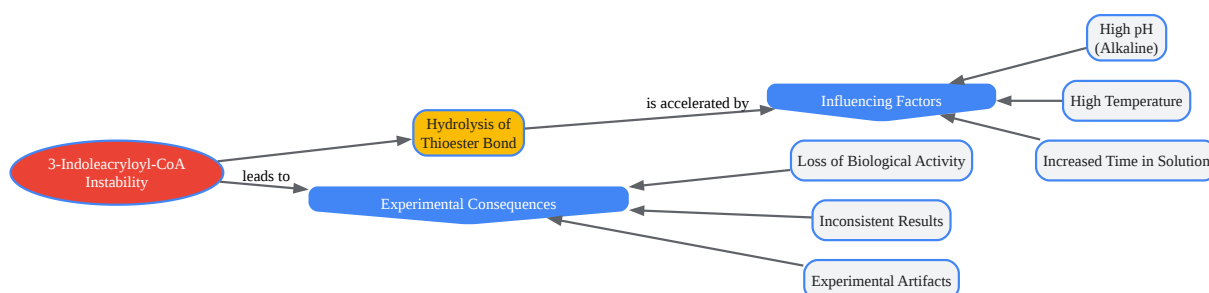 High pH
(Alkaline)
is accelerated by
Influencing Factors
High Temperature
Hydrolysis of
Thioester Bond
3-Indoleacryloyl-CoA
Instability
leads to
Loss of Biological Activity
Increased Time in Solution
Experimental Consequences
Inconsistent Results
Experimental Artifacts